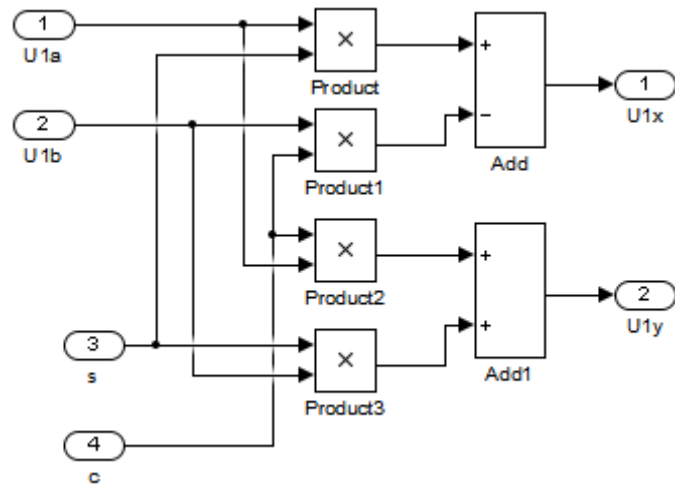 1
U1a
×
Product
+
−
Add
1
U1x
2
U1b
×
Product1
×
Product2
+
+
Add1
2
U1y
3
s
×
Product3
4
c